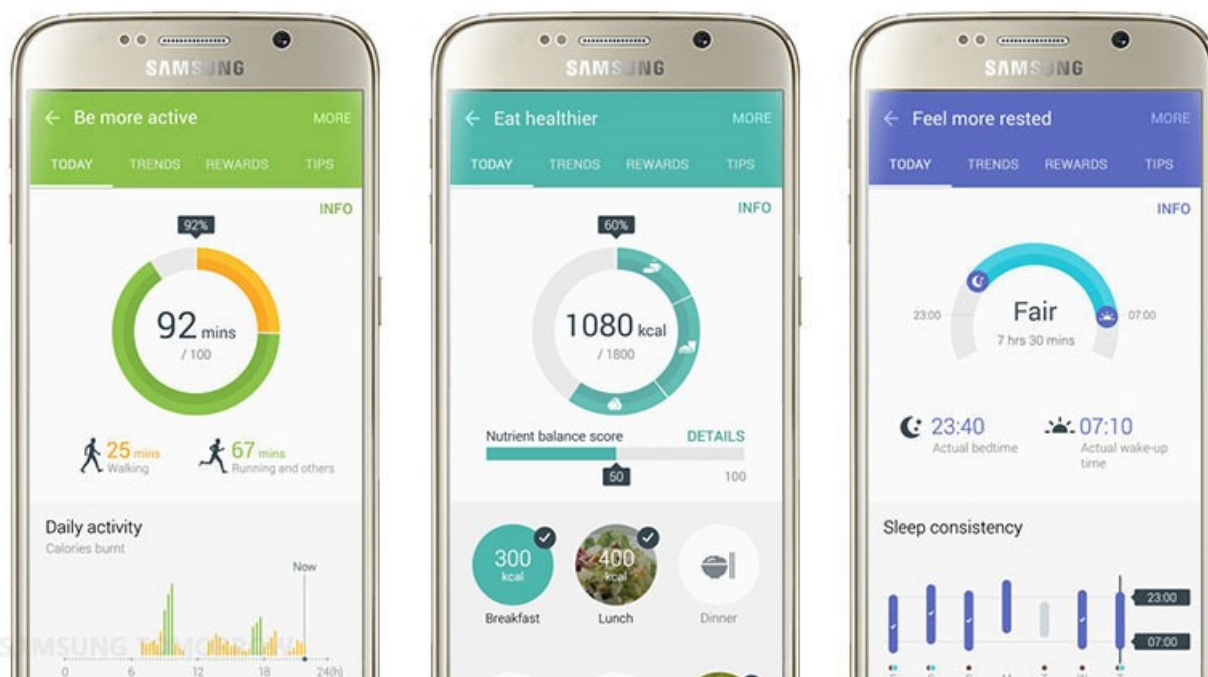 SAMSUNG
Be more active
MORE
TODAY
TRENDS
REWARDS
TIPS
INFO
92%
92 mins
/ 100
25 mins
Walking
67 mins
Running and others
Daily activity
Calories burnt
Now
0
6
12
18
24(h)
SAMSUNG TOMORROW
SAMSUNG
Eat healthier
MORE
TODAY
TRENDS
REWARDS
TIPS
INFO
60%
1080 kcal
/ 1800
Nutrient balance score
DETAILS
50
100
300
kcal
Breakfast
400
kcal
Lunch
Dinner
SAMSUNG
Feel more rested
MORE
TODAY
TRENDS
REWARDS
TIPS
INFO
23:00
07:00
Fair
7 hrs 30 mins
23:40
Actual bedtime
07:10
Actual wake-up
time
Sleep consistency
23:00
07:00